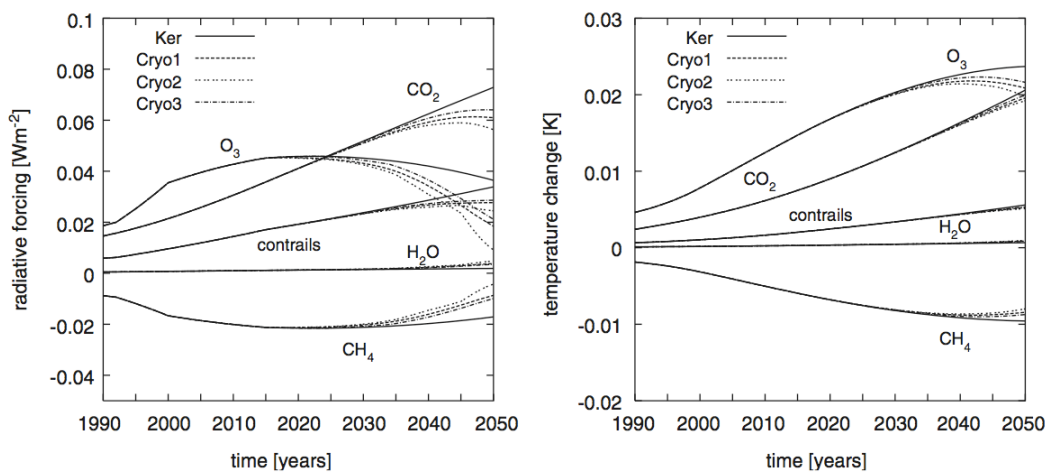 radiative forcing [Wm⁻²]
0.1
0.08
0.06
0.04
0.02
0
-0.02
-0.04
Ker
Cryo1
Cryo2
Cryo3
CO₂
O₃
contrails
H₂O
CH₄
1990 2000 2010 2020 2030 2040 2050
time [years]
temperature change [K]
0.03
0.02
0.01
0
-0.01
-0.02
Ker
Cryo1
Cryo2
Cryo3
O₃
CO₂
contrails
H₂O
CH₄
1990 2000 2010 2020 2030 2040 2050
time [years]